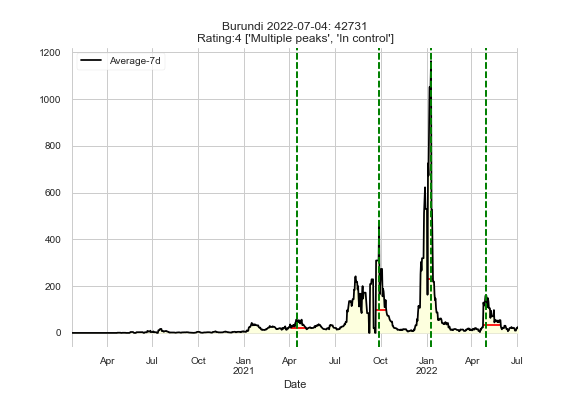 Burundi 2022-07-04: 42731
Rating:4 ['Multiple peaks', 'In control']
Average-7d
1200
1000
800
600
400
200
0
Apr Jul Oct Jan Apr Jul Oct Jan Apr Jul
2021 2022
Date